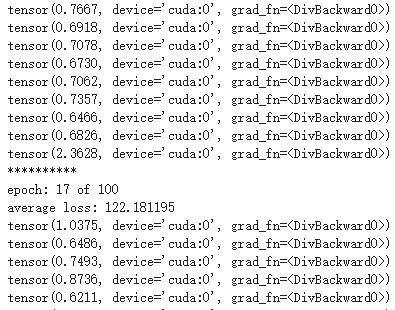 tensor(0.7667, device='cuda:0', grad_fn=<DivBackward0>)
tensor(0.6918, device='cuda:0', grad_fn=<DivBackward0>)
tensor(0.7078, device='cuda:0', grad_fn=<DivBackward0>)
tensor(0.6730, device='cuda:0', grad_fn=<DivBackward0>)
tensor(0.7062, device='cuda:0', grad_fn=<DivBackward0>)
tensor(0.7357, device='cuda:0', grad_fn=<DivBackward0>)
tensor(0.6466, device='cuda:0', grad_fn=<DivBackward0>)
tensor(0.6826, device='cuda:0', grad_fn=<DivBackward0>)
tensor(2.3628, device='cuda:0', grad_fn=<DivBackward0>)
**********
epoch: 17 of 100
average loss: 122.181195
tensor(1.0375, device='cuda:0', grad_fn=<DivBackward0>)
tensor(0.6486, device='cuda:0', grad_fn=<DivBackward0>)
tensor(0.7493, device='cuda:0', grad_fn=<DivBackward0>)
tensor(0.8736, device='cuda:0', grad_fn=<DivBackward0>)
tensor(0.6211, device='cuda:0', grad_fn=<DivBackward0>)